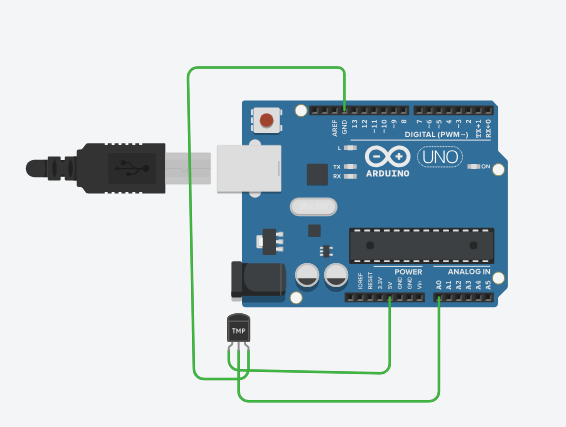 AREF
GND
13
12
~11
~10
~9
8
7
~6
~5
4
~3
2
TX→1
RX←0
DIGITAL (PWM~)
L
TX
RX
ARDUINO
UNO
ON
IOREF
RESET
3.3V
5V
GND
GND
Vin
POWER
ANALOG IN
A0
A1
A2
A3
A4
A5
TMP